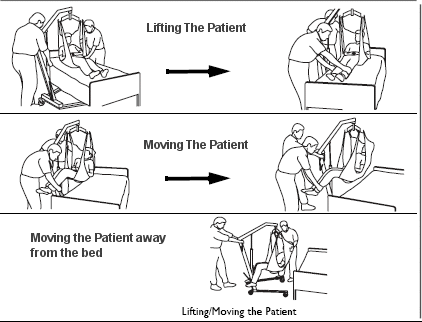 Lifting The Patient
Moving The Patient
Moving the Patient away
from the bed
Lifting/Moving the Patient